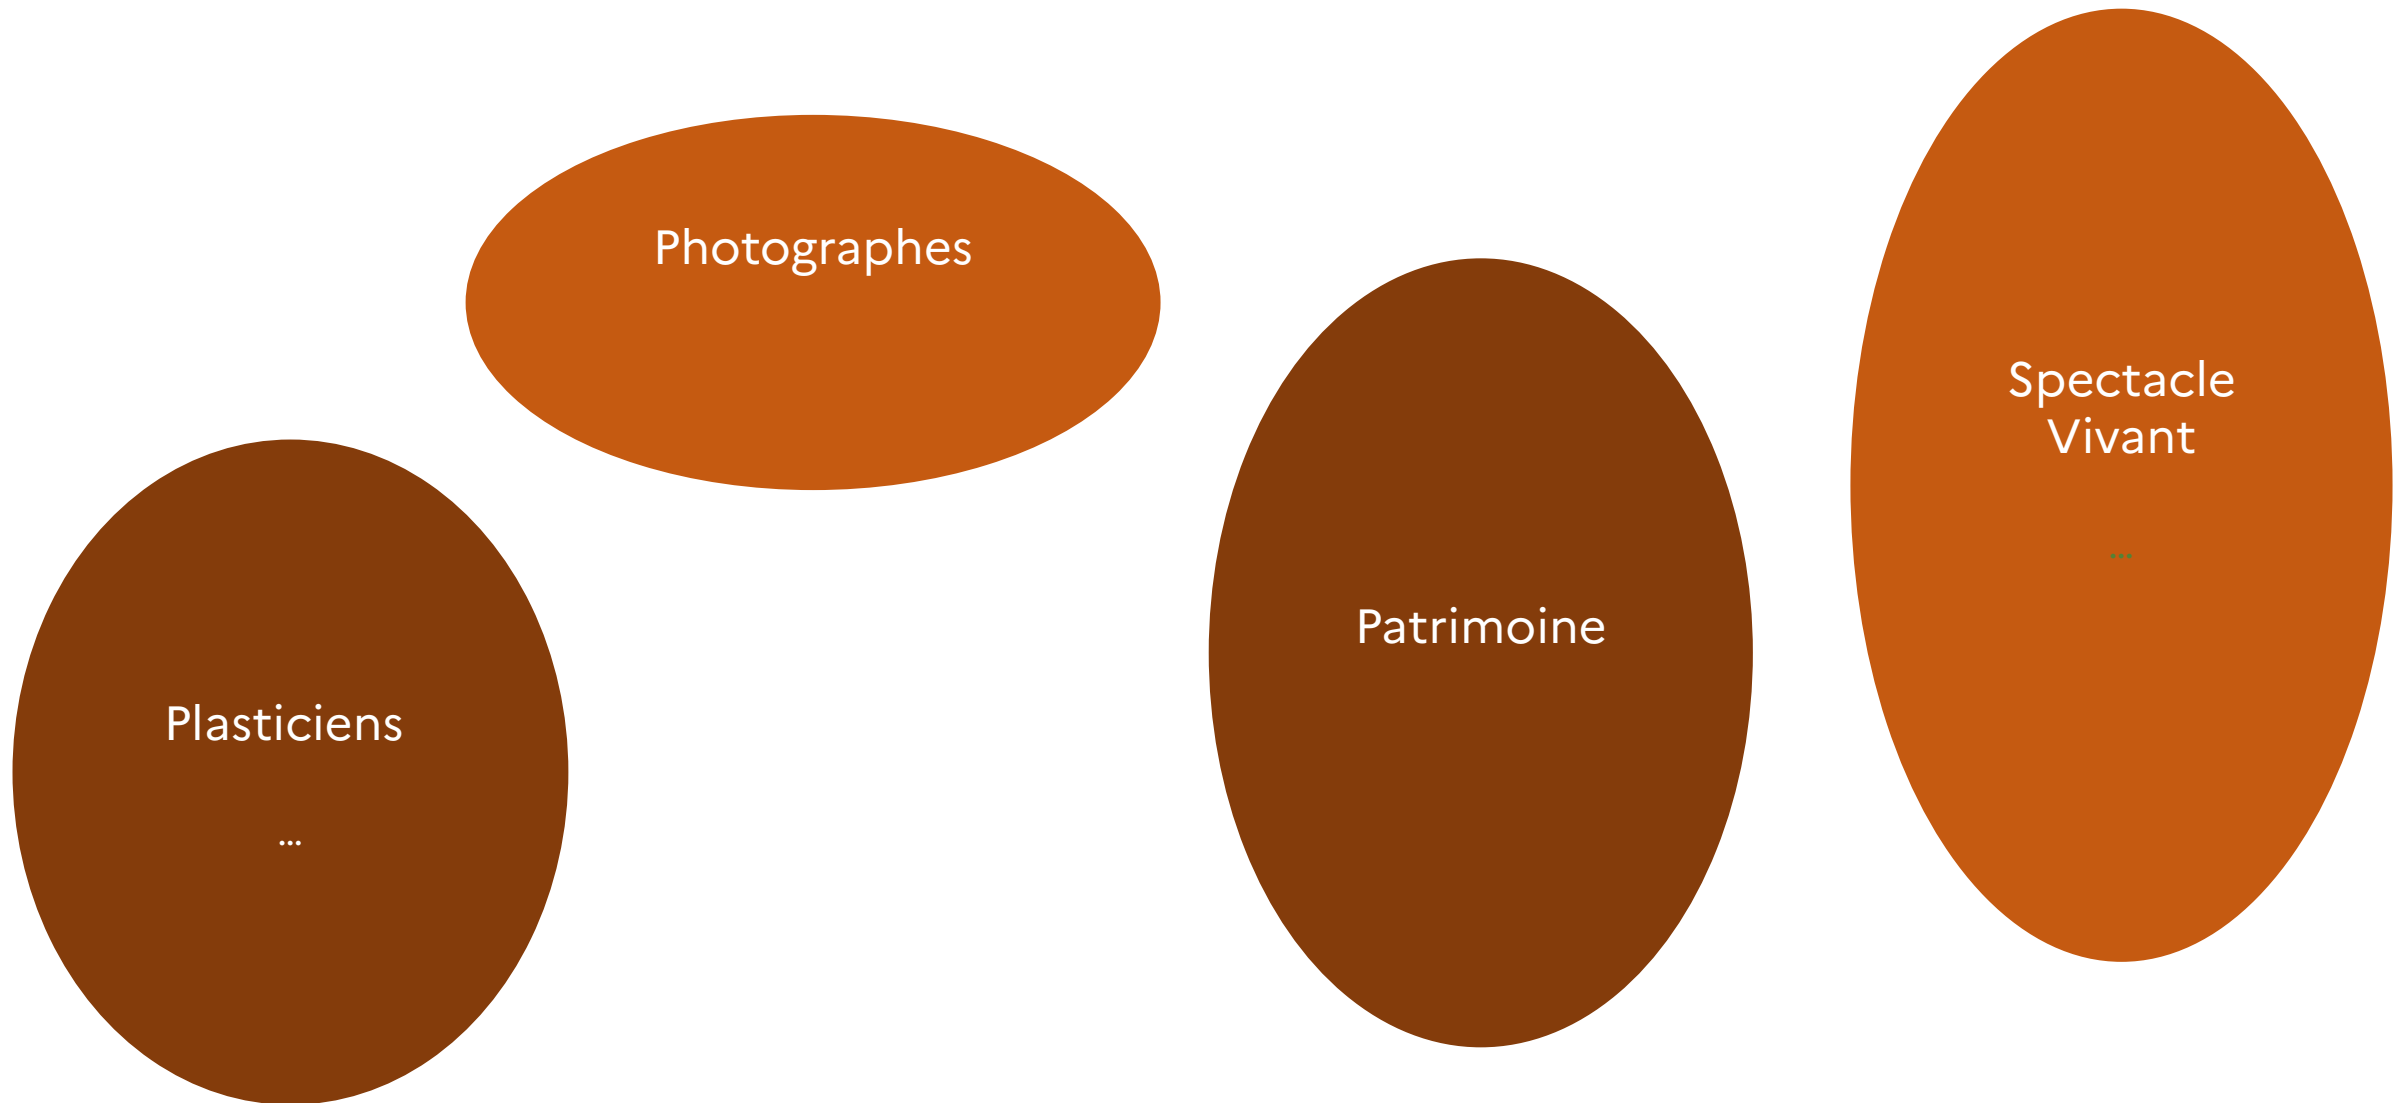 Photographes
Plasticiens
...
Patrimoine
Spectacle
Vivant
...